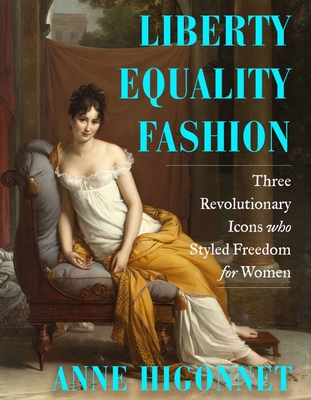 LIBERTY
EQUALITY
FASHION
Three
Revolutionary
Icons who
Styled Freedom
for Women
ANNE HIGONNET